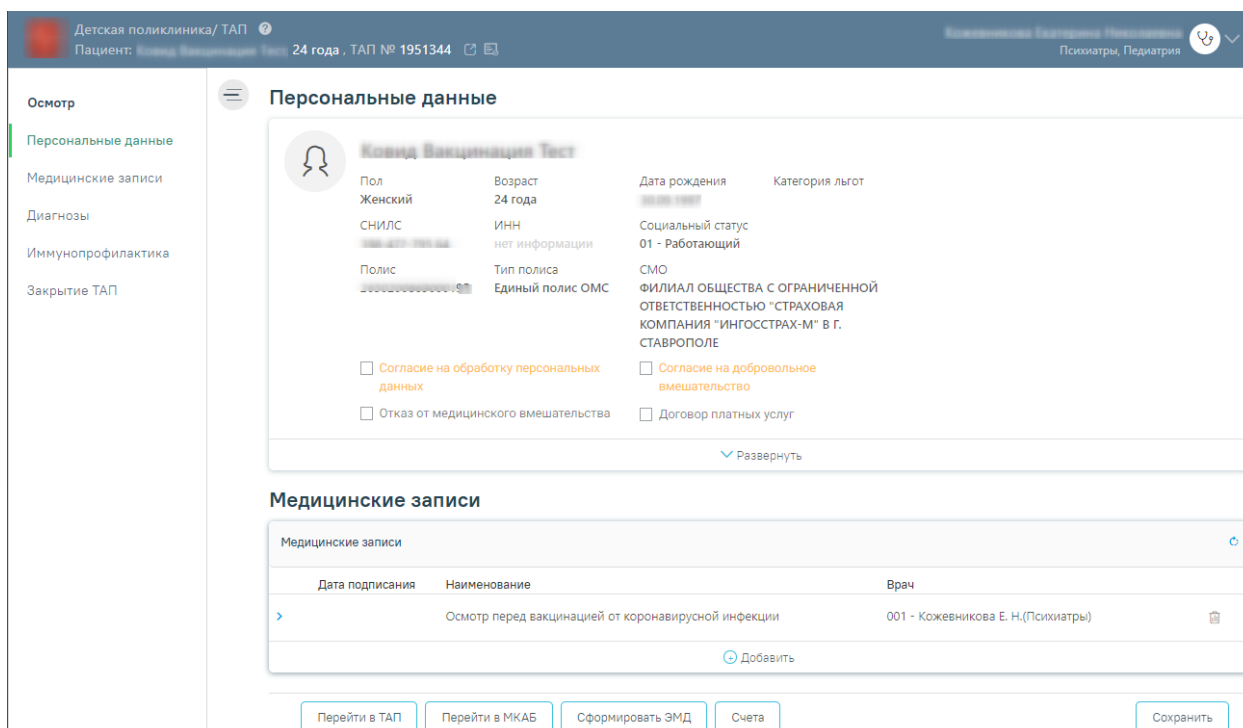 Детская поликлиника/ ТАП
Пациент: 24 года , ТАП № 1951344
Психиатры, Педиатрия
Осмотр
Персональные данные
Медицинские записи
Диагнозы
Иммунопрофилактика
Закрытие ТАП
Персональные данные
Ковид Вакцинация Тест
Пол Возраст Дата рождения Категория льгот
Женский 24 года
СНИЛС ИНН Социальный статус
нет информации 01 - Работающий
Полис Тип полиса СМО
Единый полис ОМС ФИЛИАЛ ОБЩЕСТВА С ОГРАНИЧЕННОЙ
ОТВЕТСТВЕННОСТЬЮ "СТРАХОВАЯ
КОМПАНИЯ "ИНГОССТРАХ-М" В Г.
СТАВРОПОЛЕ
Согласие на обработку персональных
данных
Согласие на добровольное
вмешательство
Отказ от медицинского вмешательства Договор платных услуг
Развернуть
Медицинские записи
Медицинские записи
Дата подписания Наименование Врач
Осмотр перед вакцинацией от коронавирусной инфекции 001 - Кожевникова Е. Н.(Психиатры)
Добавить
Перейти в ТАП Перейти в МКАБ Сформировать ЭМД Счета Сохранить